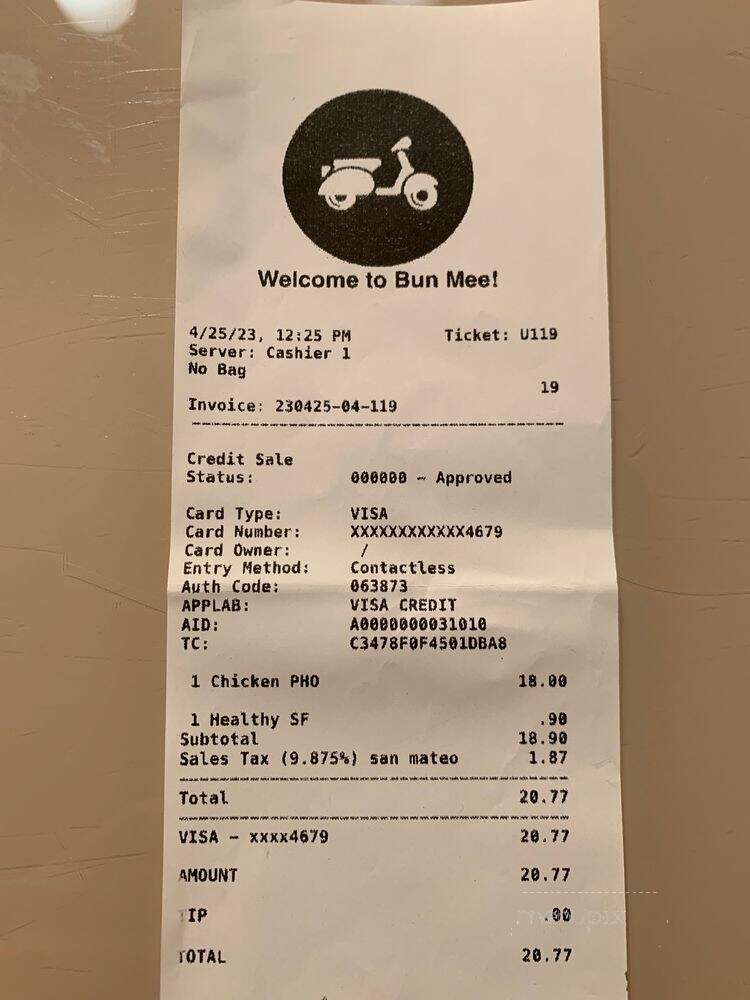 Welcome to Bun Mee!
4/25/23, 12:25 PM Ticket: U119
Server: Cashier 1
No Bag
19
Invoice: 230425-04-119
Credit Sale
Status: 000000 - Approved
Card Type: VISA
Card Number: XXXXXXXXXXXX4679
Card Owner: /
Entry Method: Contactless
Auth Code: 063873
APPLAB: VISA CREDIT
AID: A0000000031010
TC: C3478F0F4501DBA8
1 Chicken PHO 18.00
1 Healthy SF .90
Subtotal 18.90
Sales Tax (9.875%) san mateo 1.87
Total 20.77
VISA - xxxx4679 20.77
AMOUNT 20.77
TIP .00
TOTAL 20.77